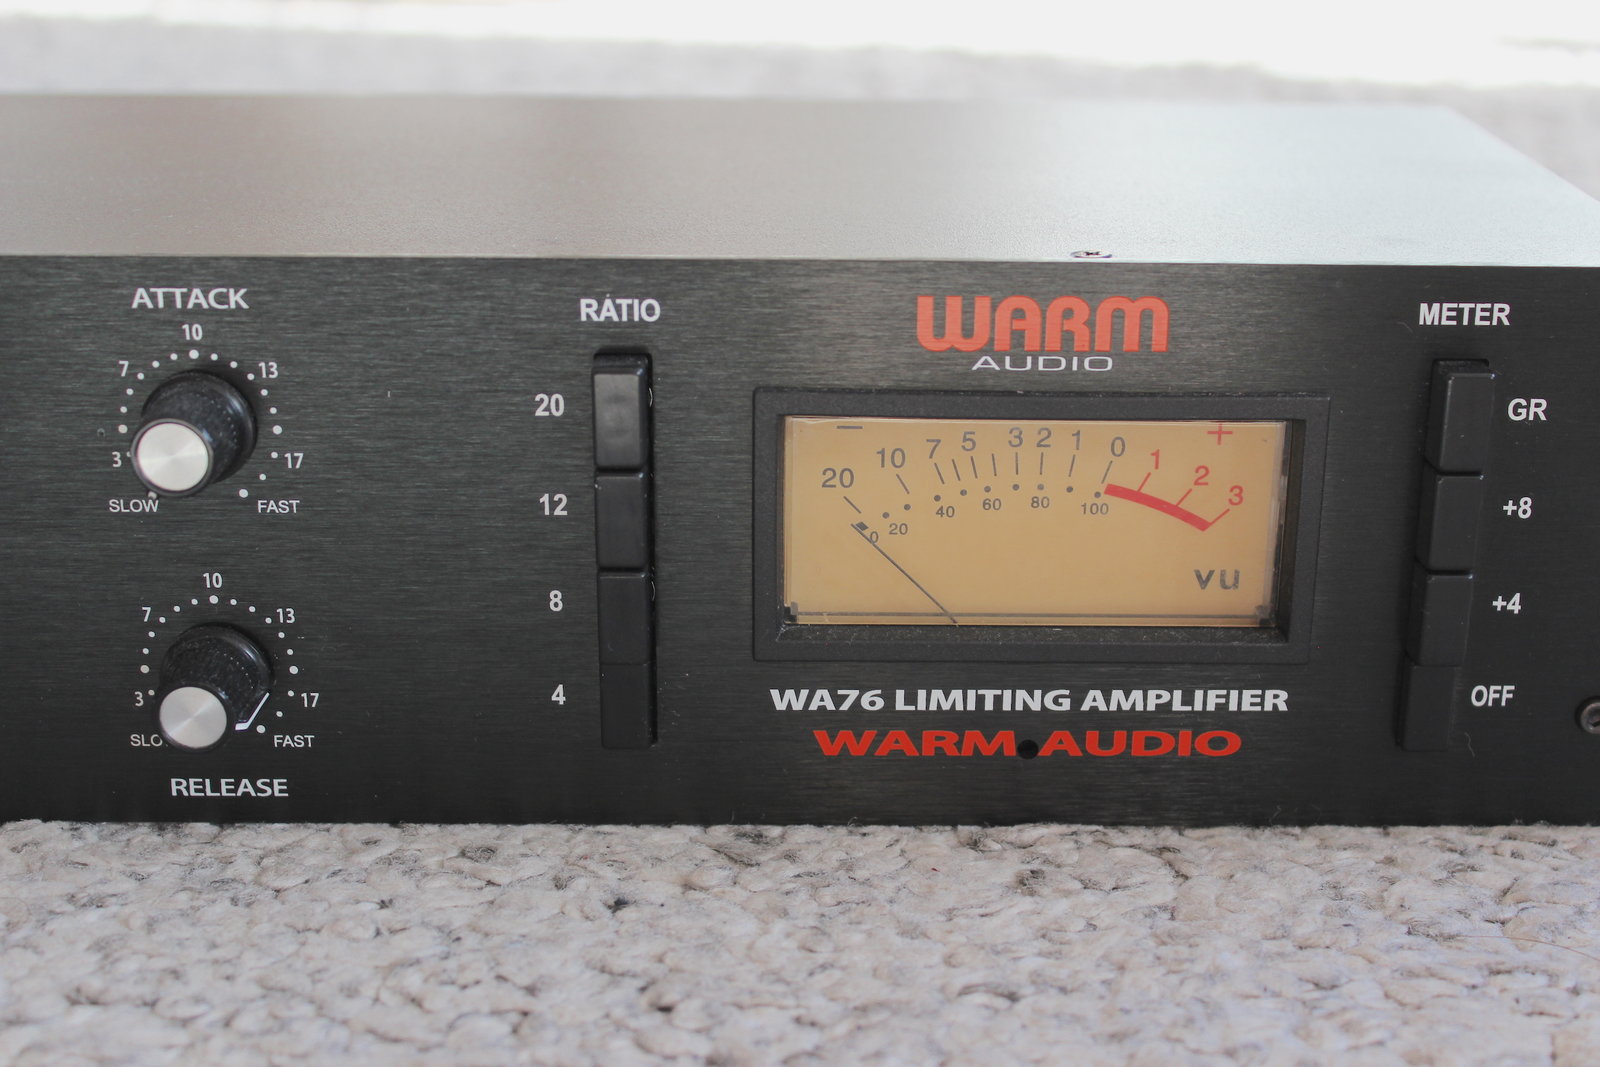 ATTACK
10
7
13
3
17
SLOW
FAST
10
7
13
3
17
SLO
FAST
RELEASE
RATIO
20
12
8
4
WARM
AUDIO
− +
20 10 7 5 3 2 1 0 1 2 3
0 20 40 60 80 100
VU
WA76 LIMITING AMPLIFIER
WARM AUDIO
METER
GR
+8
+4
OFF